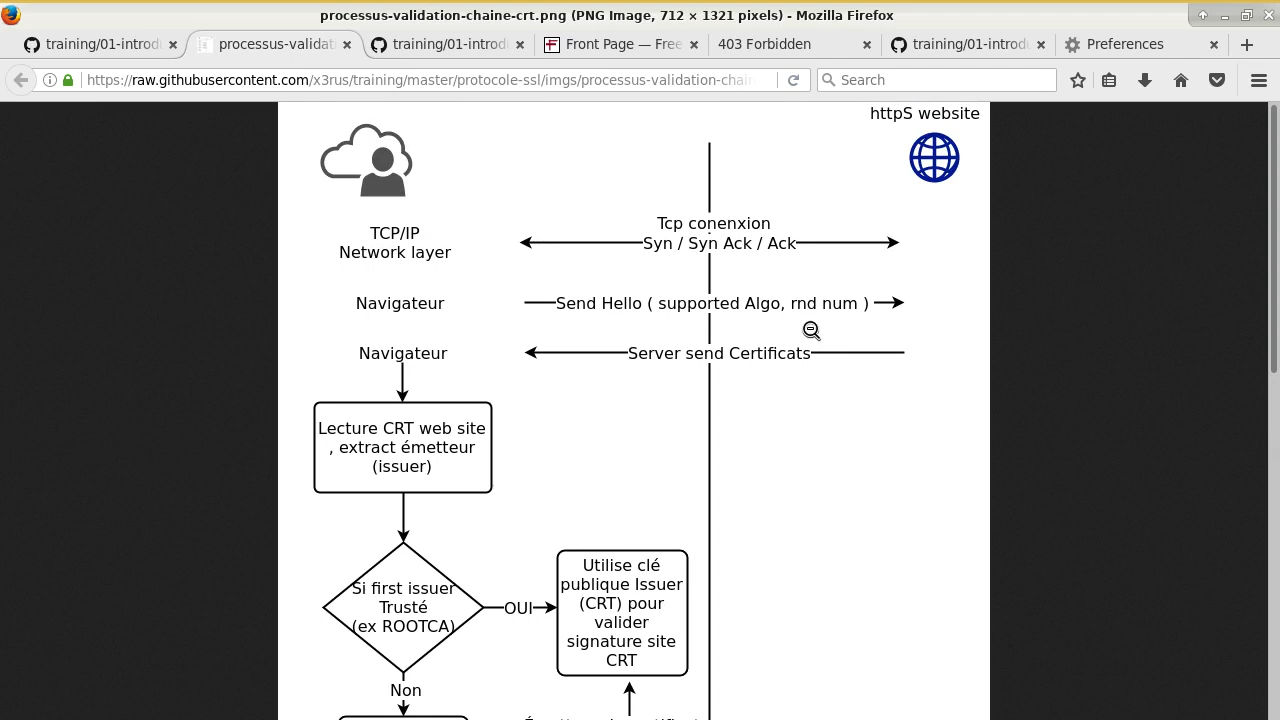 processus-validation-chaine-crt.png (PNG Image, 712 × 1321 pixels) - Mozilla Firefox
training/01-introdu
processus-validati
training/01-introdu
Front Page — Free
403 Forbidden
training/01-introdu
Preferences
https://raw.githubusercontent.com/x3rus/training/master/protocole-ssl/imgs/processus-validation-chain
Search
httpS website
Tcp conenxion
TCP/IP
Network layer
Syn / Syn Ack / Ack
Navigateur
Send Hello ( supported Algo, rnd num )
Navigateur
Server send Certificats
Lecture CRT web site
, extract émetteur
(issuer)
Si first issuer
Trusté
(ex ROOTCA)
OUI
Utilise clé
publique Issuer
(CRT) pour
valider
signature site
CRT
Non